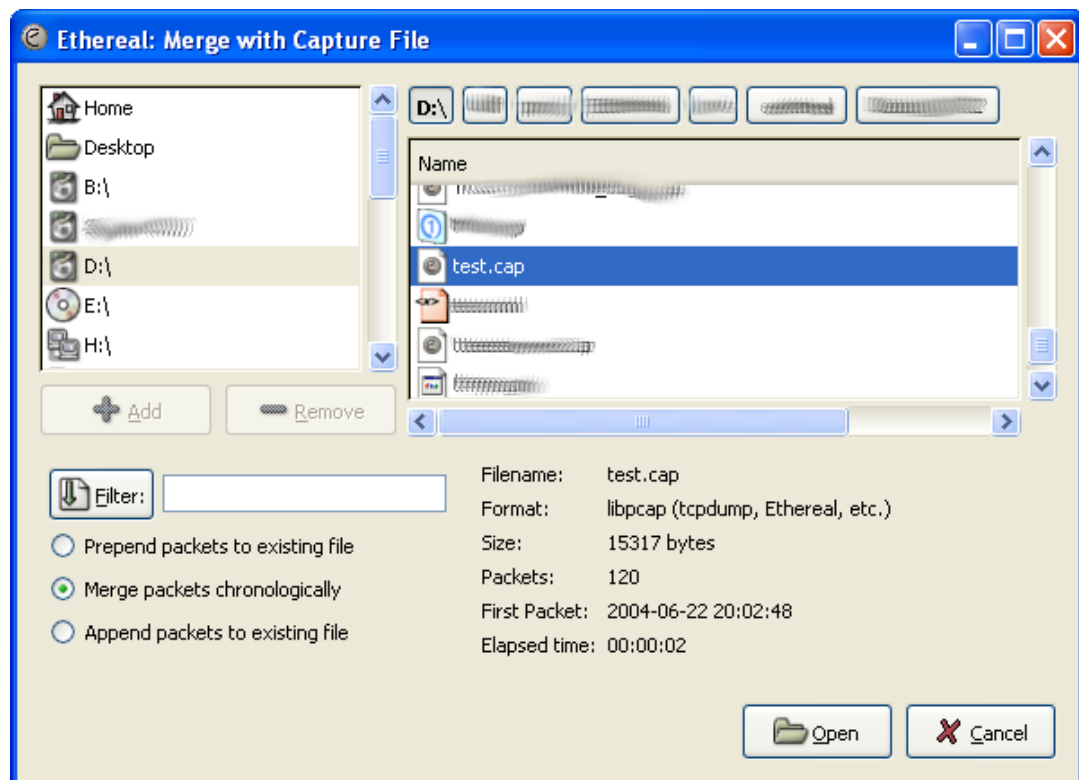 Ethereal: Merge with Capture File
Home
Desktop
B:\
D:\
E:\
H:\
Add
Remove
D:\
Name
test.cap
Filter:
Prepend packets to existing file
Merge packets chronologically
Append packets to existing file
Filename: test.cap
Format: libpcap (tcpdump, Ethereal, etc.)
Size: 15317 bytes
Packets: 120
First Packet: 2004-06-22 20:02:48
Elapsed time: 00:00:02
Open
Cancel